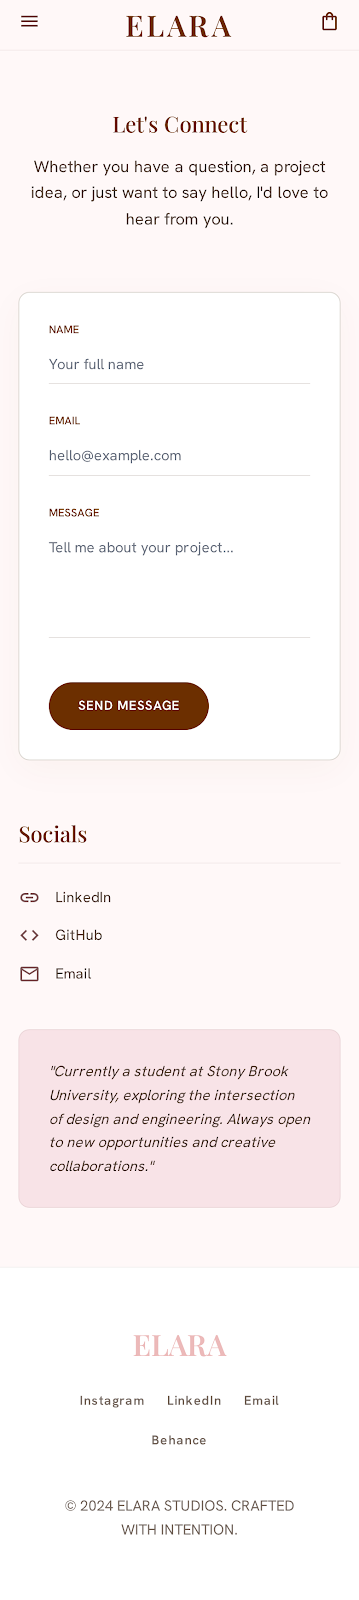 ELARA
Let's Connect
Whether you have a question, a project
idea, or just want to say hello, I'd love to
hear from you.
NAME
Your full name
EMAIL
hello@example.com
MESSAGE
Tell me about your project...
SEND MESSAGE
Socials
LinkedIn
GitHub
Email
"Currently a student at Stony Brook
University, exploring the intersection
of design and engineering. Always open
to new opportunities and creative
collaborations."
ELARA
Instagram LinkedIn Email
Behance
© 2024 ELARA STUDIOS. CRAFTED
WITH INTENTION.